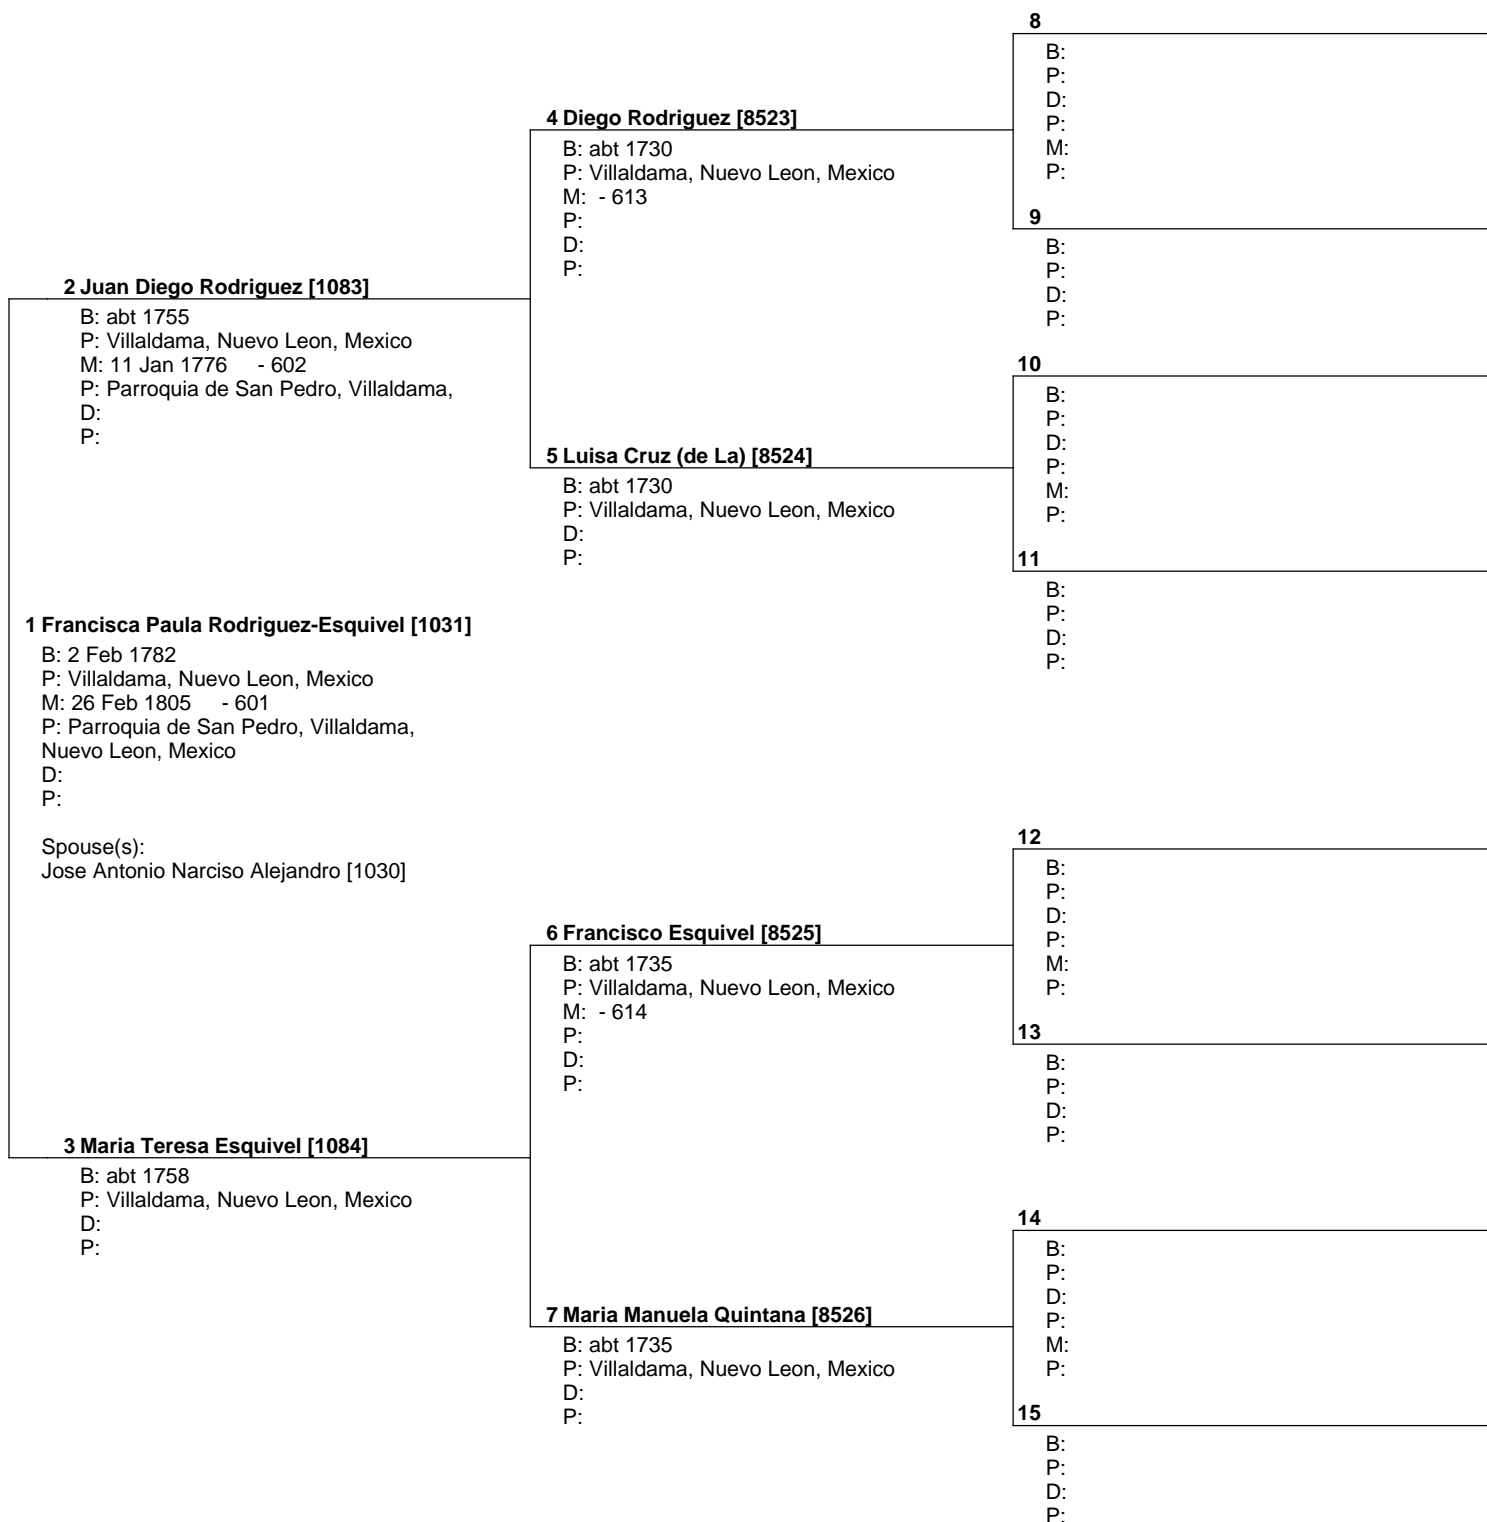 8
B:
P:
D:
P:
M:
P:
4 Diego Rodriguez [8523]
B: abt 1730
P: Villaldama, Nuevo Leon, Mexico
M:  - 613
P:
D:
P:
9
B:
P:
D:
P:
2 Juan Diego Rodriguez [1083]
B: abt 1755
P: Villaldama, Nuevo Leon, Mexico
M: 11 Jan 1776     - 602
P: Parroquia de San Pedro, Villaldama,
D:
P:
10
B:
P:
D:
P:
M:
P:
5 Luisa Cruz (de La) [8524]
B: abt 1730
P: Villaldama, Nuevo Leon, Mexico
D:
P:
11
B:
P:
D:
P:
1 Francisca Paula Rodriguez-Esquivel [1031]
B: 2 Feb 1782
P: Villaldama, Nuevo Leon, Mexico
M: 26 Feb 1805     - 601
P: Parroquia de San Pedro, Villaldama,
Nuevo Leon, Mexico
D:
P:
Spouse(s):
Jose Antonio Narciso Alejandro [1030]
12
B:
P:
D:
P:
M:
P:
6 Francisco Esquivel [8525]
B: abt 1735
P: Villaldama, Nuevo Leon, Mexico
M:  - 614
P:
D:
P:
13
B:
P:
D:
P:
3 Maria Teresa Esquivel [1084]
B: abt 1758
P: Villaldama, Nuevo Leon, Mexico
D:
P:
14
B:
P:
D:
P:
M:
P:
7 Maria Manuela Quintana [8526]
B: abt 1735
P: Villaldama, Nuevo Leon, Mexico
D:
P:
15
B:
P:
D:
P: